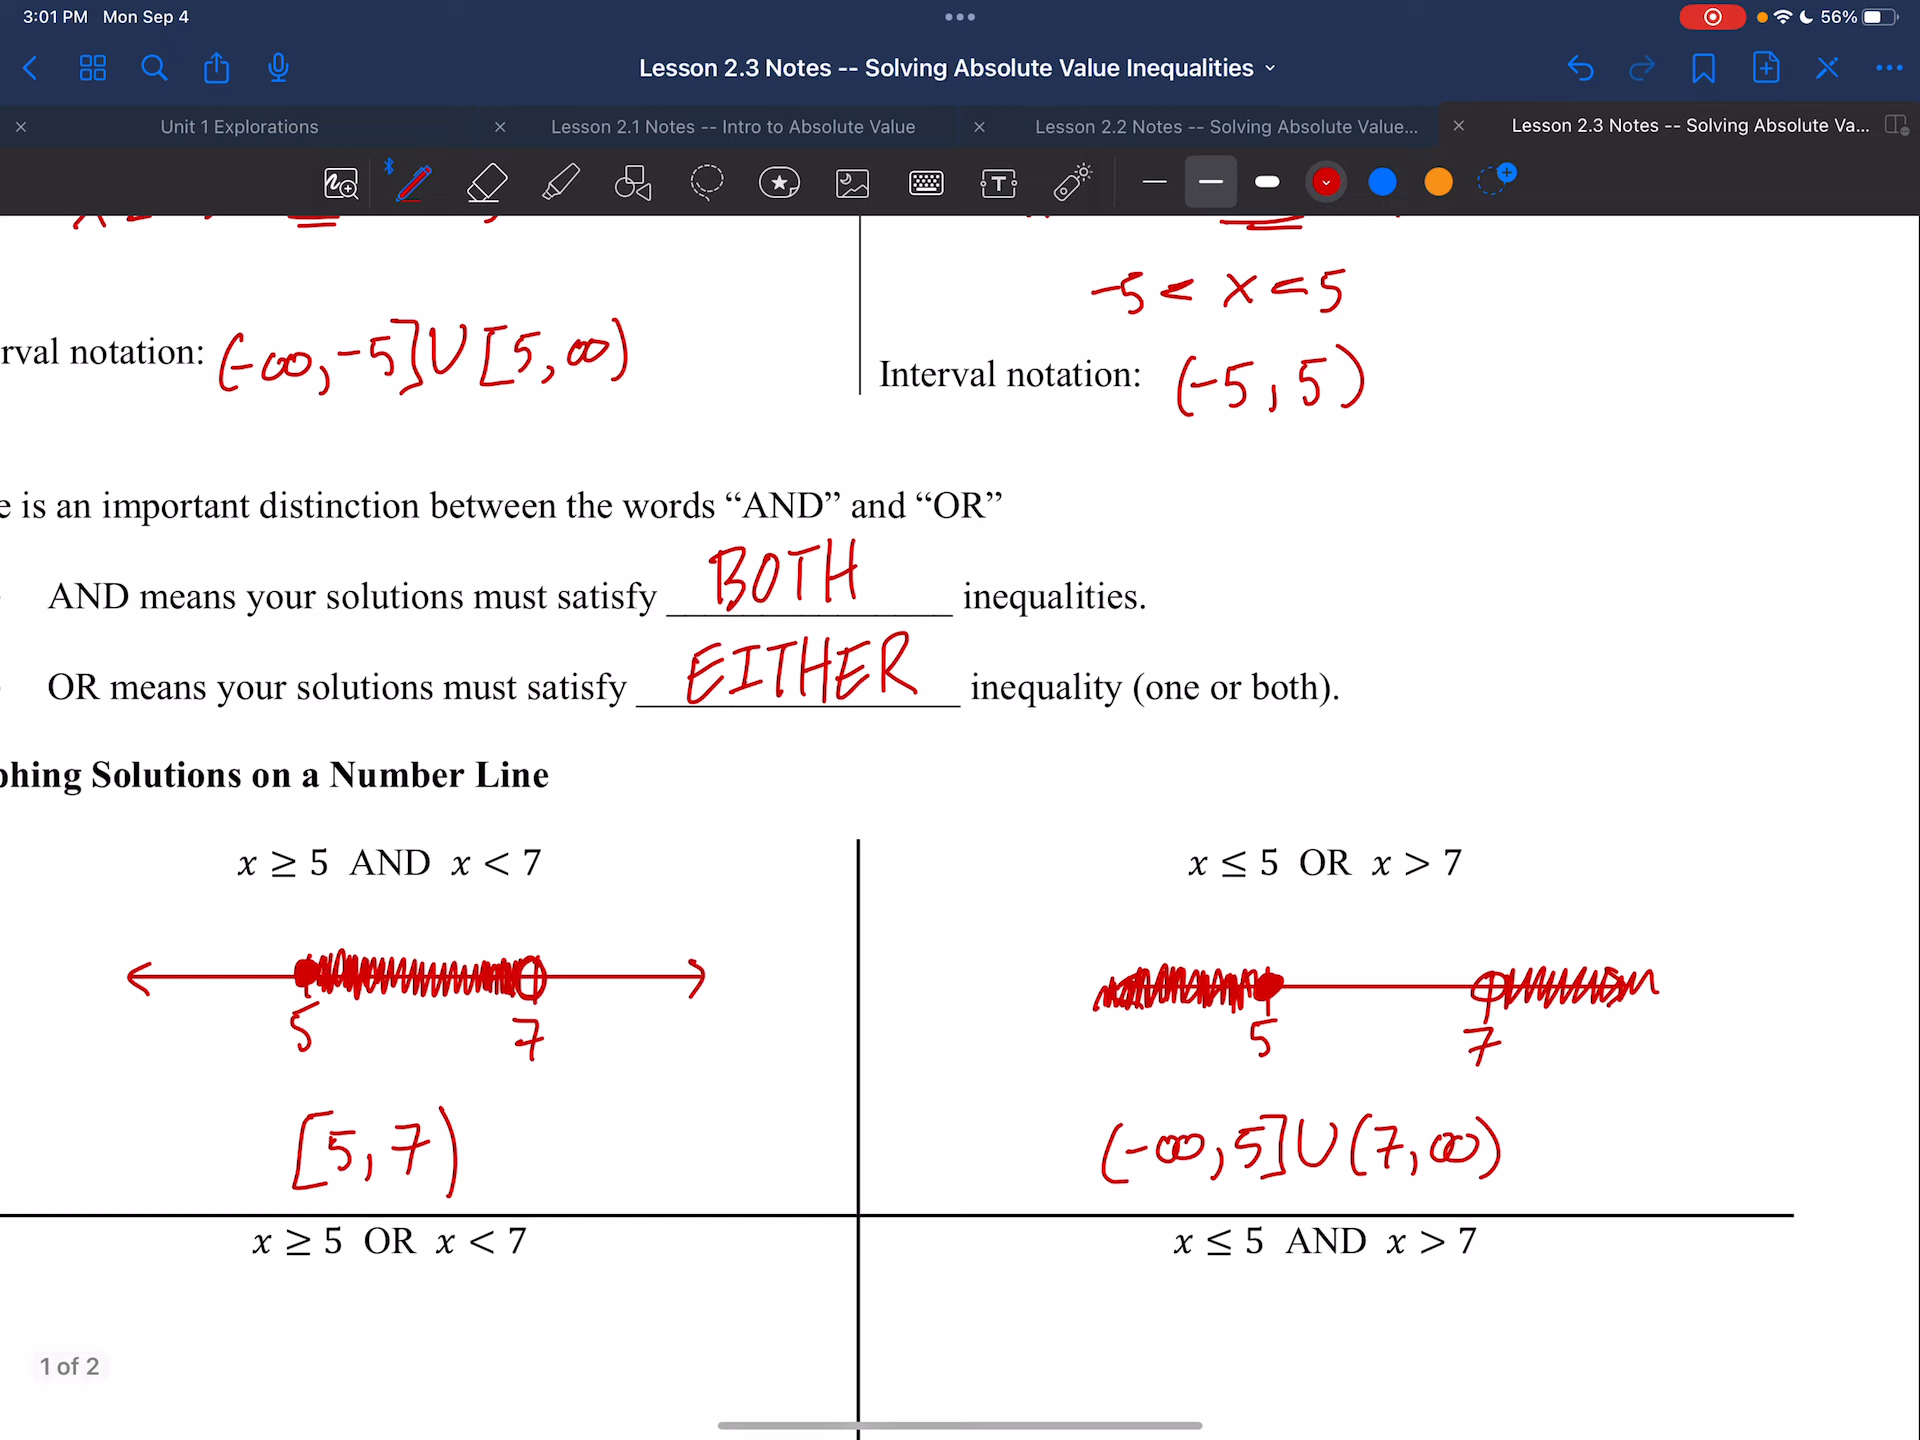 3:01 PM Mon Sep 4
56%
Lesson 2.3 Notes -- Solving Absolute Value Inequalities
Unit 1 Explorations
Lesson 2.1 Notes -- Intro to Absolute Value
Lesson 2.2 Notes -- Solving Absolute Value...
Lesson 2.3 Notes -- Solving Absolute Va...
-5 < x < 5
rval notation: (-∞,-5]∪[5,∞)
Interval notation: (-5,5)
e is an important distinction between the words “AND” and “OR”
AND means your solutions must satisfy BOTH inequalities.
OR means your solutions must satisfy EITHER inequality (one or both).
phing Solutions on a Number Line
x ≥ 5 AND x < 7
5 7
[5,7)
x ≤ 5 OR x > 7
5 7
(-∞,5]∪(7,∞)
x ≥ 5 OR x < 7
x ≤ 5 AND x > 7
1 of 2